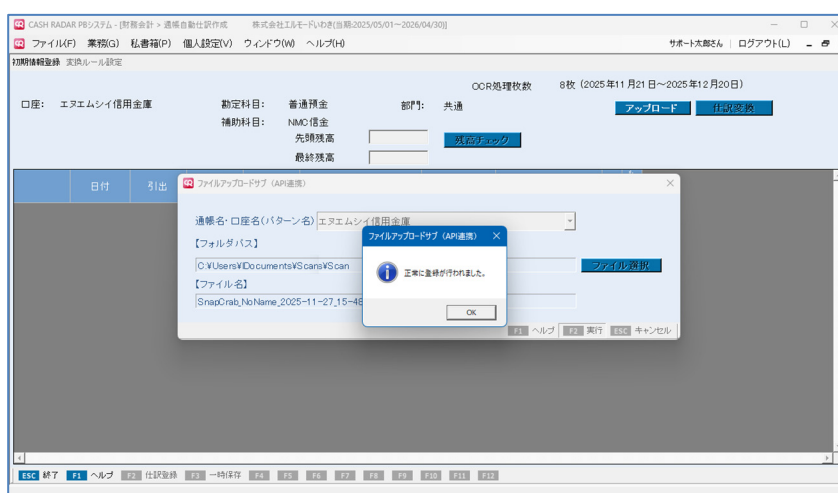 CASH RADAR PBシステム - [財務会計 > 通帳自動仕訳作成　株式会社エルモードいわき(当期:2025/05/01～2026/04/30)]
ファイル(F) 業務(G) 私書箱(P) 個人設定(V) ウィンドウ(W) ヘルプ(H) サポート太郎さん | ログアウト(L)
初期情報登録 変換ルール設定
OCR処理枚数 8枚（2025年11月21日～2025年12月20日）
口座: エヌエムシイ信用金庫 勘定科目: 普通預金 部門: 共通 アップロード 仕訳変換
補助科目: NMC信金
先頭残高 残高チェック
最終残高
日付 引出
ファイルアップロードサブ（API連携）
通帳名・口座名(パターン名) エヌエムシイ信用金庫
【フォルダパス】
C:¥Users¥Documents¥Scans¥Scan ファイル選択
【ファイル名】
SnapCrab_NoName_2025-11-27_15-48
ファイルアップロードサブ（API連携）
正常に登録が行われました。
OK
F1 ヘルプ F2 実行 ESC キャンセル
ESC 終了 F1 ヘルプ F2 仕訳登録 F3 一時保存 F4 F5 F6 F7 F8 F9 F10 F11 F12